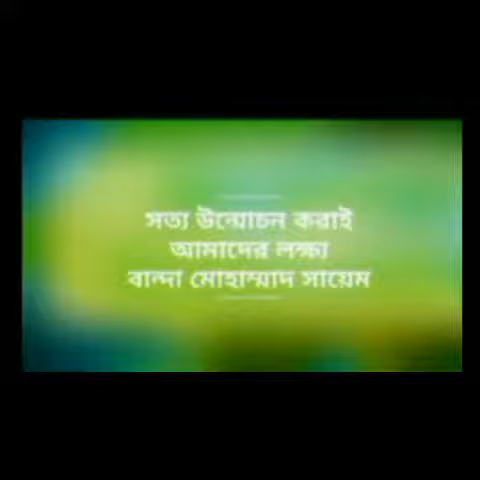 সত্য উন্মোচন করাই
আমাদের লক্ষ্য
বান্দা মোহাম্মাদ সায়েম